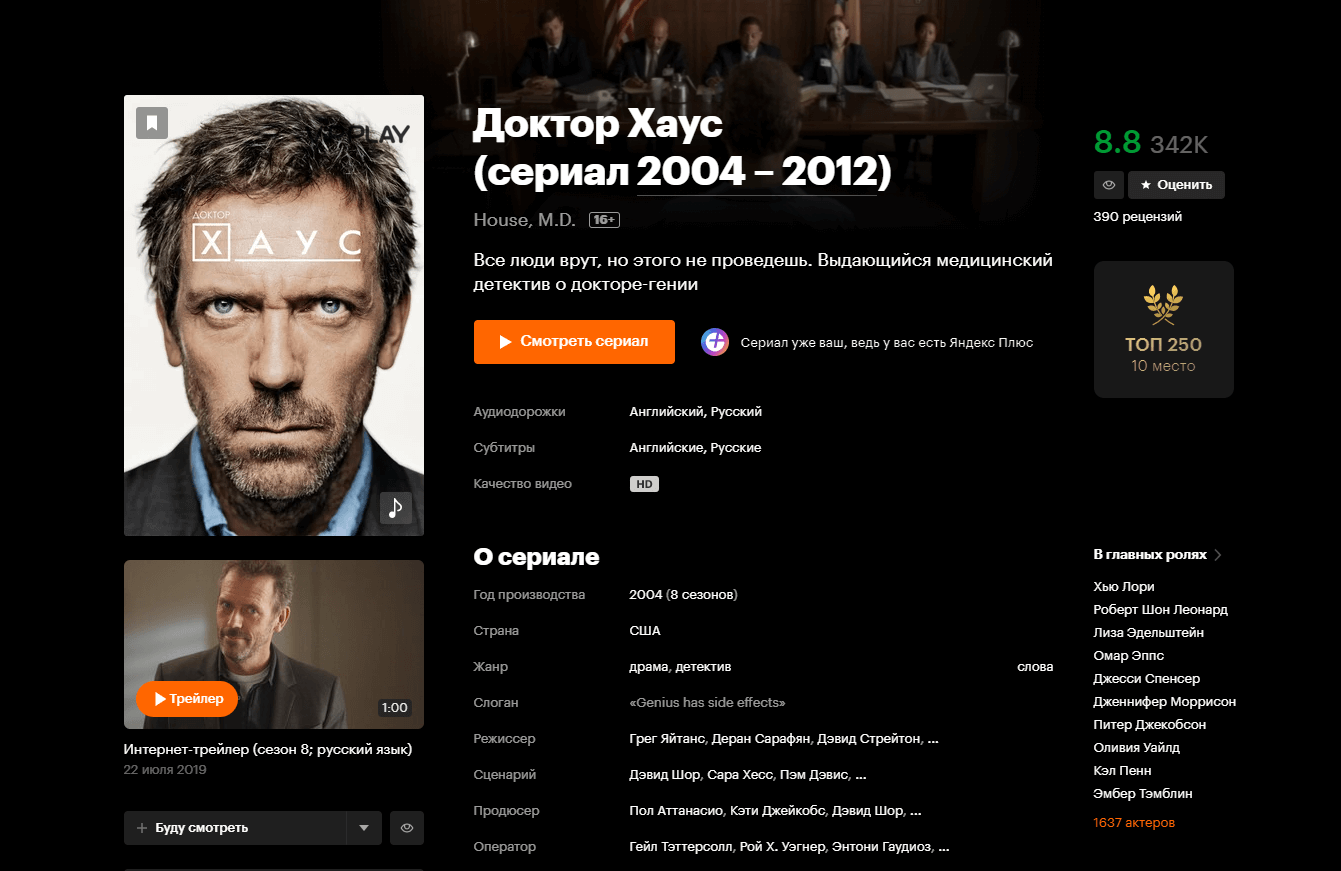 PLAY
ДОКТОР
ХАУС
Доктор Хаус
(сериал 2004 – 2012)
House, M.D. 16+
Все люди врут, но этого не проведешь. Выдающийся медицинский
детектив о докторе-гении
Смотреть сериал
Сериал уже ваш, ведь у вас есть Яндекс Плюс
8.8 342K
Оценить
390 рецензий
ТОП 250
10 место
Аудиодорожки Английский, Русский
Субтитры Английские, Русские
Качество видео HD
О сериале
Год производства 2004 (8 сезонов)
Страна США
Жанр драма, детектив слова
Слоган «Genius has side effects»
Режиссер Грег Яйтанс, Деран Сарафян, Дэвид Стрейтон, ...
Сценарий Дэвид Шор, Сара Хесс, Пэм Дэвис, ...
Продюсер Пол Аттанасио, Кэти Джейкобс, Дэвид Шор, ...
Оператор Гейл Тэттерсолл, Рой Х. Уэгнер, Энтони Гаудиоз, ...
В главных ролях
Хью Лори
Роберт Шон Леонард
Лиза Эдельштейн
Омар Эппс
Джесси Спенсер
Дженнифер Моррисон
Питер Джекобсон
Оливия Уайлд
Кэл Пенн
Эмбер Тэмблин
1637 актеров
Трейлер
1:00
Интернет-трейлер (сезон 8; русский язык)
22 июля 2019
Буду смотреть